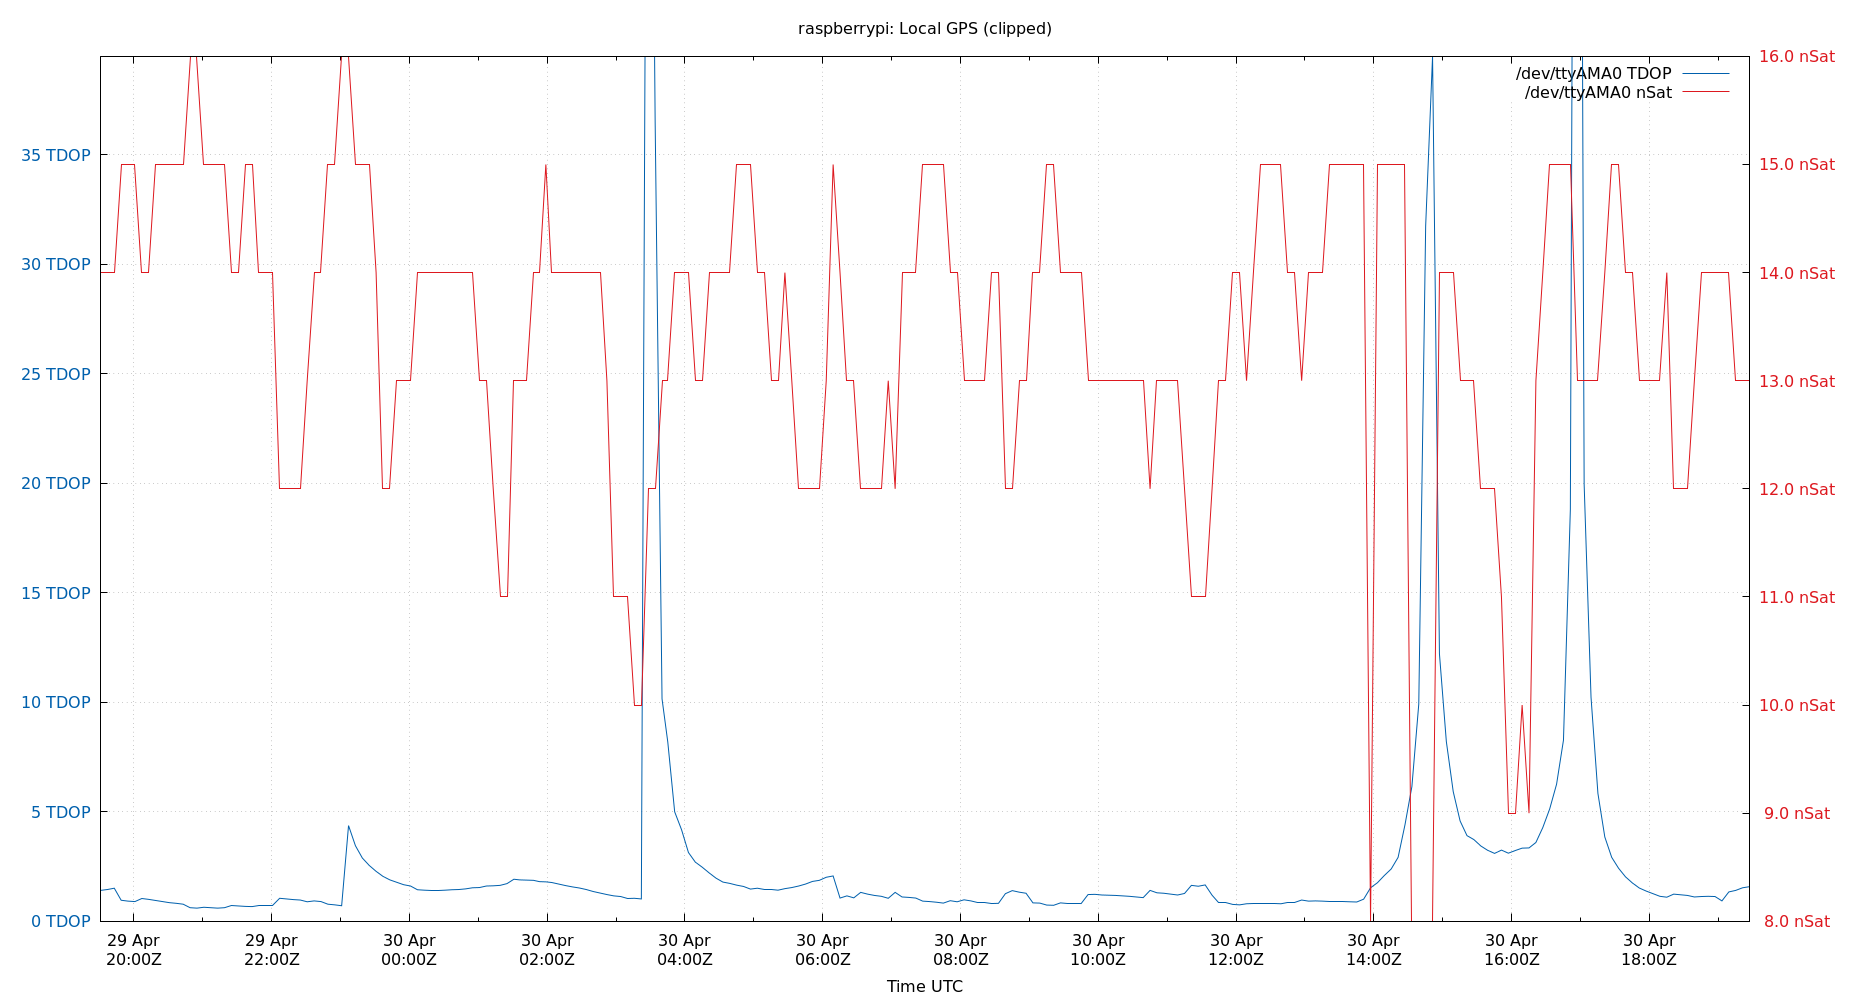 raspberrypi: Local GPS (clipped)
16.0 nSat
/dev/ttyAMA0 TDOP
/dev/ttyAMA0 nSat
35 TDOP
15.0 nSat
30 TDOP
14.0 nSat
25 TDOP
13.0 nSat
20 TDOP
12.0 nSat
15 TDOP
11.0 nSat
10 TDOP
10.0 nSat
5 TDOP
9.0 nSat
0 TDOP
8.0 nSat
29 Apr 29 Apr 30 Apr 30 Apr 30 Apr 30 Apr 30 Apr 30 Apr 30 Apr 30 Apr 30 Apr 30 Apr
20:00Z 22:00Z 00:00Z 02:00Z 04:00Z 06:00Z 08:00Z 10:00Z 12:00Z 14:00Z 16:00Z 18:00Z
Time UTC